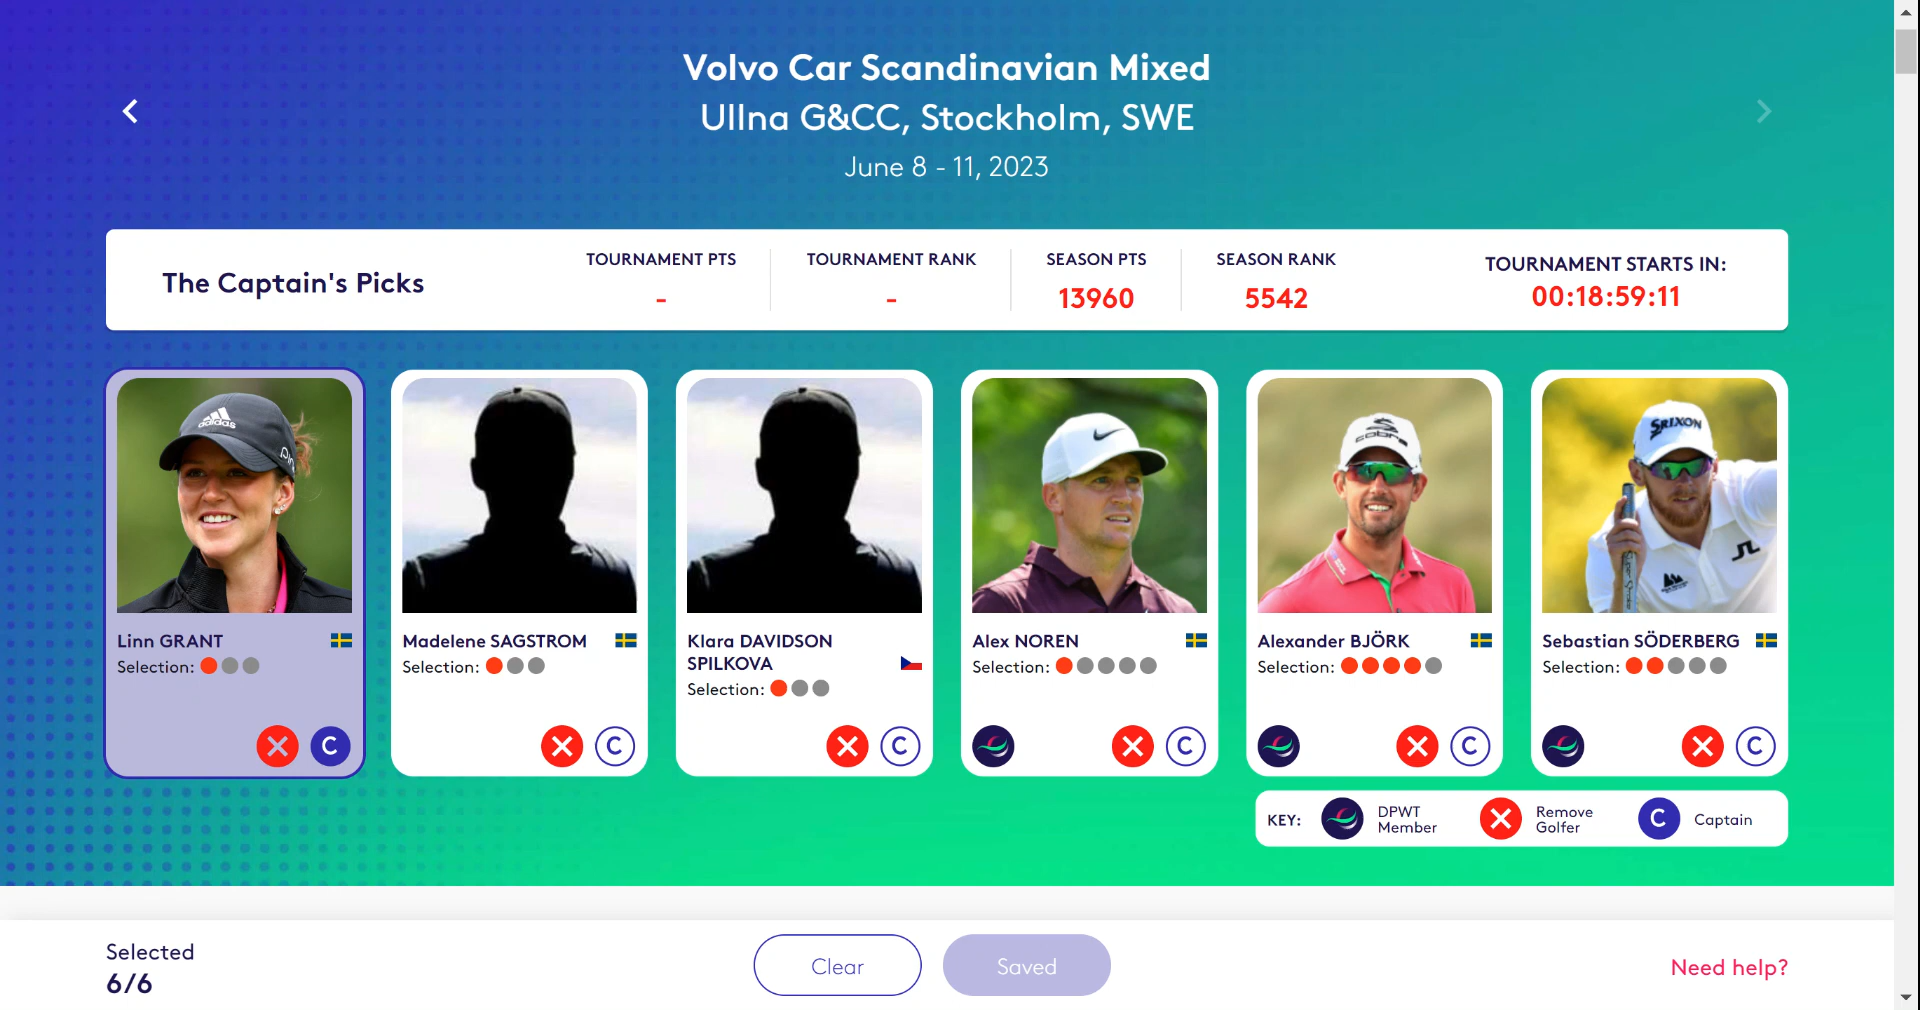 Volvo Car Scandinavian Mixed
Ullna G&CC, Stockholm, SWE
June 8 - 11, 2023
The Captain's Picks
TOURNAMENT PTS
-
TOURNAMENT RANK
-
SEASON PTS
13960
SEASON RANK
5542
TOURNAMENT STARTS IN:
00:18:59:11
adidas
cobra
SRIXON
Linn GRANT
Selection:
C
Madelene SAGSTROM
Selection:
C
Klara DAVIDSON
SPILKOVA
Selection:
C
Alex NOREN
Selection:
C
Alexander BJÖRK
Selection:
C
Sebastian SÖDERBERG
Selection:
C
KEY:
DPWT
Member
Remove
Golfer
C
Captain
Selected
6/6
Clear
Saved
Need help?